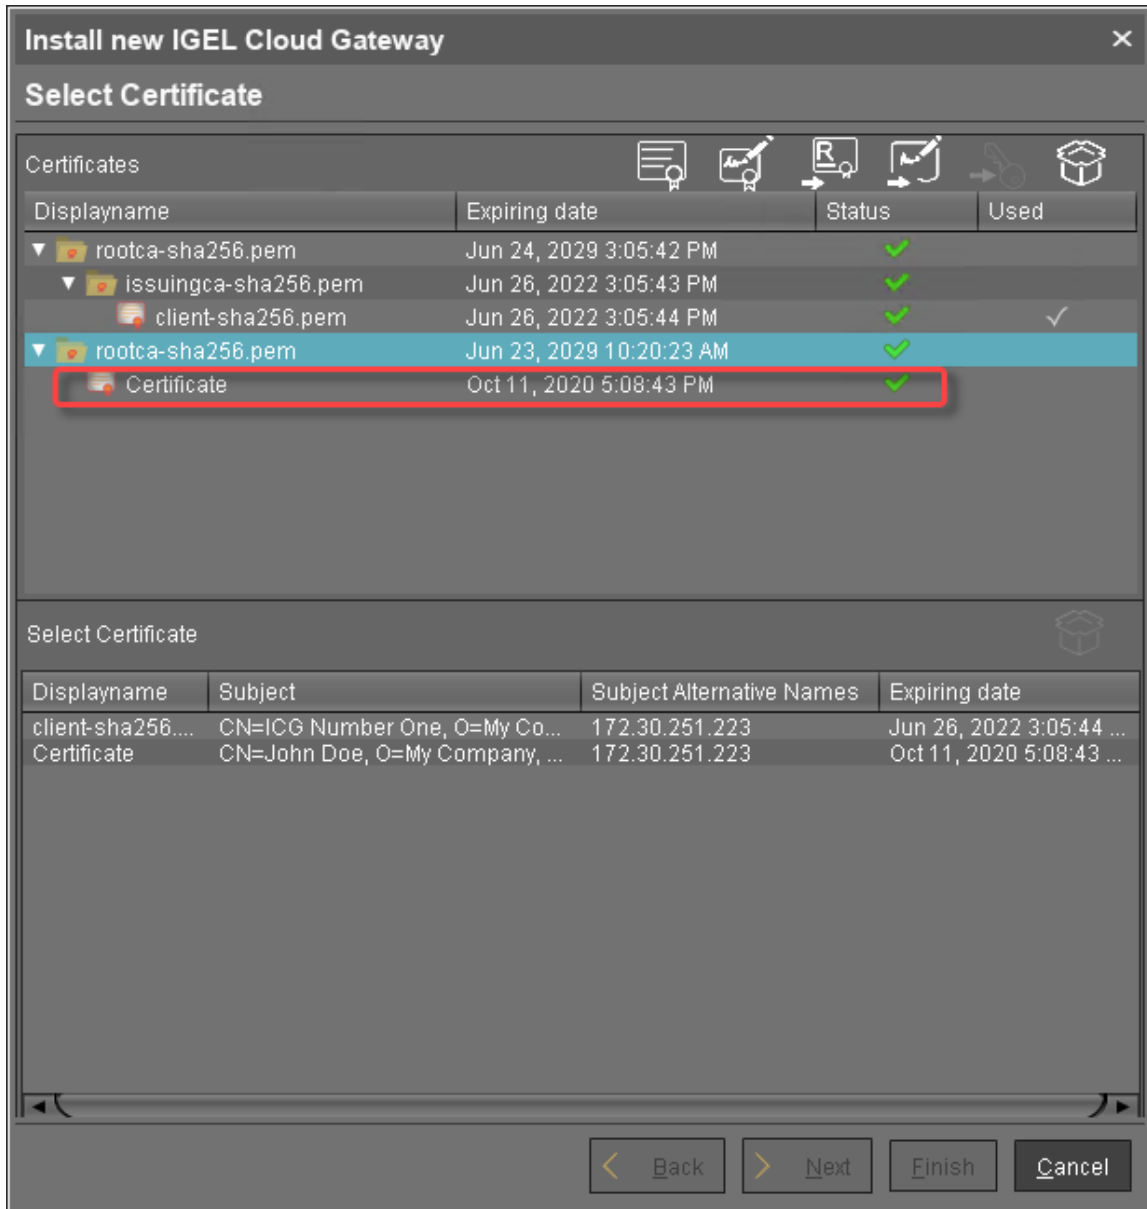 Install new IGEL Cloud Gateway
Select Certificate
Certificates
R
Displayname Expiring date Status Used
rootca-sha256.pem Jun 24, 2029 3:05:42 PM
issuingca-sha256.pem Jun 26, 2022 3:05:43 PM
client-sha256.pem Jun 26, 2022 3:05:44 PM
rootca-sha256.pem Jun 23, 2029 10:20:23 AM
Certificate Oct 11, 2020 5:08:43 PM
Select Certificate
Displayname Subject Subject Alternative Names Expiring date
client-sha256.... CN=ICG Number One, O=My Co... 172.30.251.223 Jun 26, 2022 3:05:44 ...
Certificate CN=John Doe, O=My Company, ... 172.30.251.223 Oct 11, 2020 5:08:43 ...
Back Next Finish Cancel